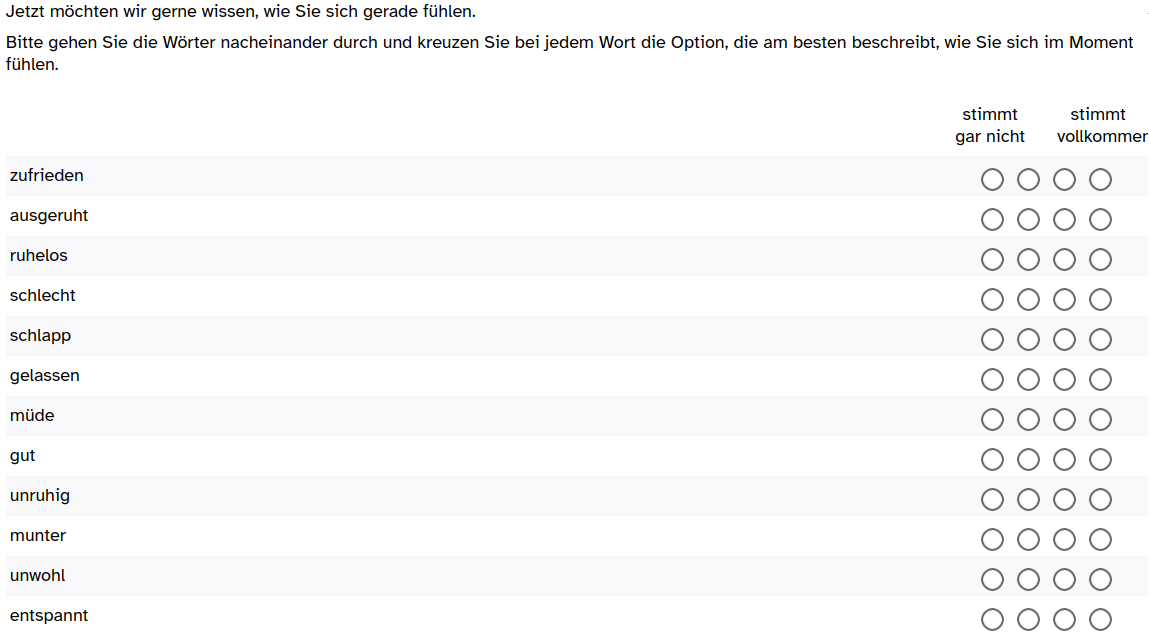 Jetzt möchten wir gerne wissen, wie Sie sich gerade fühlen.
Bitte gehen Sie die Wörter nacheinander durch und kreuzen Sie bei jedem Wort die Option, die am besten beschreibt, wie Sie sich im Moment
fühlen.
stimmt stimmt
gar nicht vollkommen
zufrieden
ausgeruht
ruhelos
schlecht
schlapp
gelassen
müde
gut
unruhig
munter
unwohl
entspannt